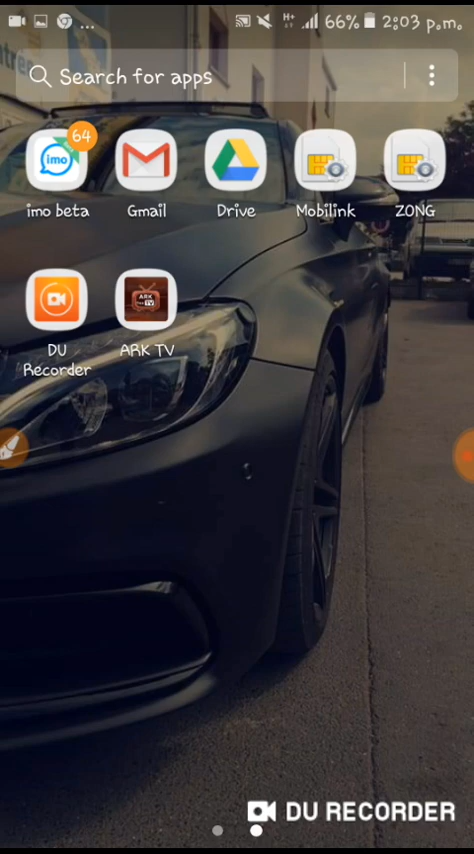 ... H+ 66% 2:03 p.m.
Search for apps
64
imo
imo beta Gmail Drive Mobilink ZONG
ARK
TV
DU
Recorder ARK TV
DU RECORDER